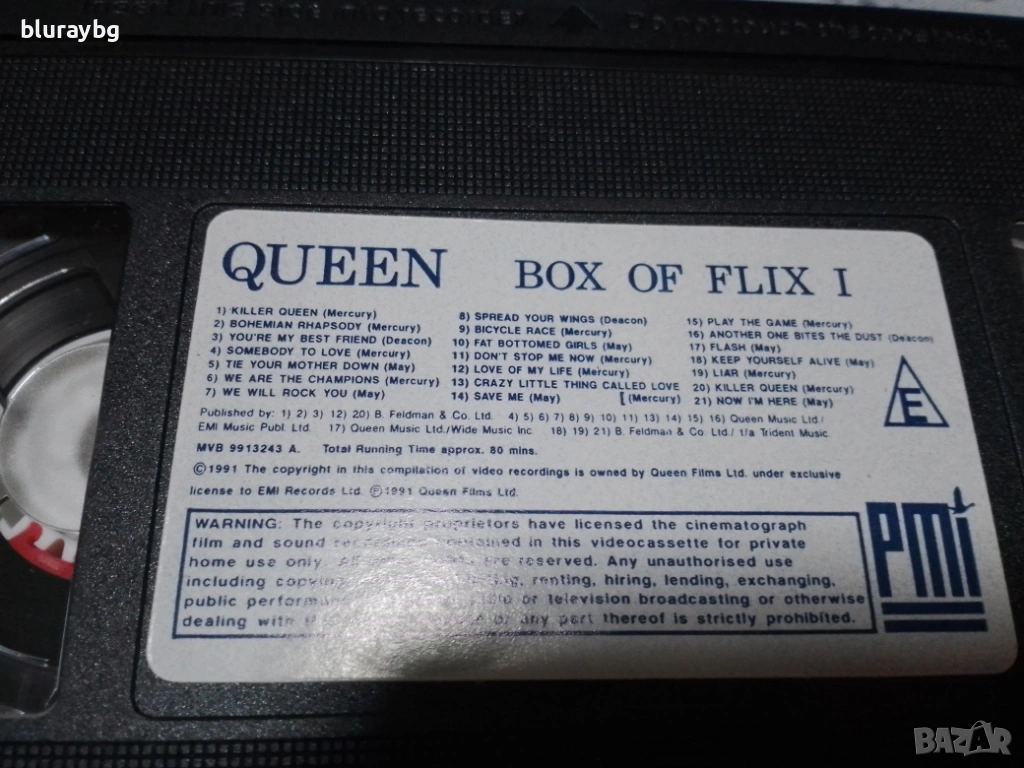 bluraybg
QUEEN BOX OF FLIX I
1) KILLER QUEEN (Mercury)
2) BOHEMIAN RHAPSODY (Mercury)
3) YOU'RE MY BEST FRIEND (Deacon)
4) SOMEBODY TO LOVE (Mercury)
5) TIE YOUR MOTHER DOWN (May)
6) WE ARE THE CHAMPIONS (Mercury)
7) WE WILL ROCK YOU (May)
8) SPREAD YOUR WINGS (Deacon)
9) BICYCLE RACE (Mercury)
10) FAT BOTTOMED GIRLS (May)
11) DON'T STOP ME NOW (Mercury)
12) LOVE OF MY LIFE (Mercury)
13) CRAZY LITTLE THING CALLED LOVE
14) SAVE ME (May) [(Mercury)
15) PLAY THE GAME (Mercury)
16) ANOTHER ONE BITES THE DUST (Deacon)
17) FLASH (May)
18) KEEP YOURSELF ALIVE (May)
19) LIAR (Mercury)
20) KILLER QUEEN (Mercury)
21) NOW I'M HERE (May)
E
Published by: 1) 2) 3) 12) 20) B. Feldman & Co. Ltd. 4) 5) 6) 7) 8) 9) 10) 11) 13) 14) 15) 16) Queen Music Ltd./
EMI Music Publ. Ltd. 17) Queen Music Ltd./Wide Music Inc. 18) 19) 21) B. Feldman & Co. Ltd./ t/a Trident Music
MVB 9913243 A. Total Running Time approx. 80 mins.
©1991 The copyright in this compilation of video recordings is owned by Queen Films Ltd. under exclusive
license to EMI Records Ltd. ℗1991 Queen Films Ltd.
WARNING: The copyright proprietors have licensed the cinematograph
film and sound contained in this videocassette for private
home use only. All are reserved. Any unauthorised use
including copying, renting, hiring, lending, exchanging,
public performance or television broadcasting or otherwise
dealing with or any part thereof is strictly prohibited.
PMi
BAZAR